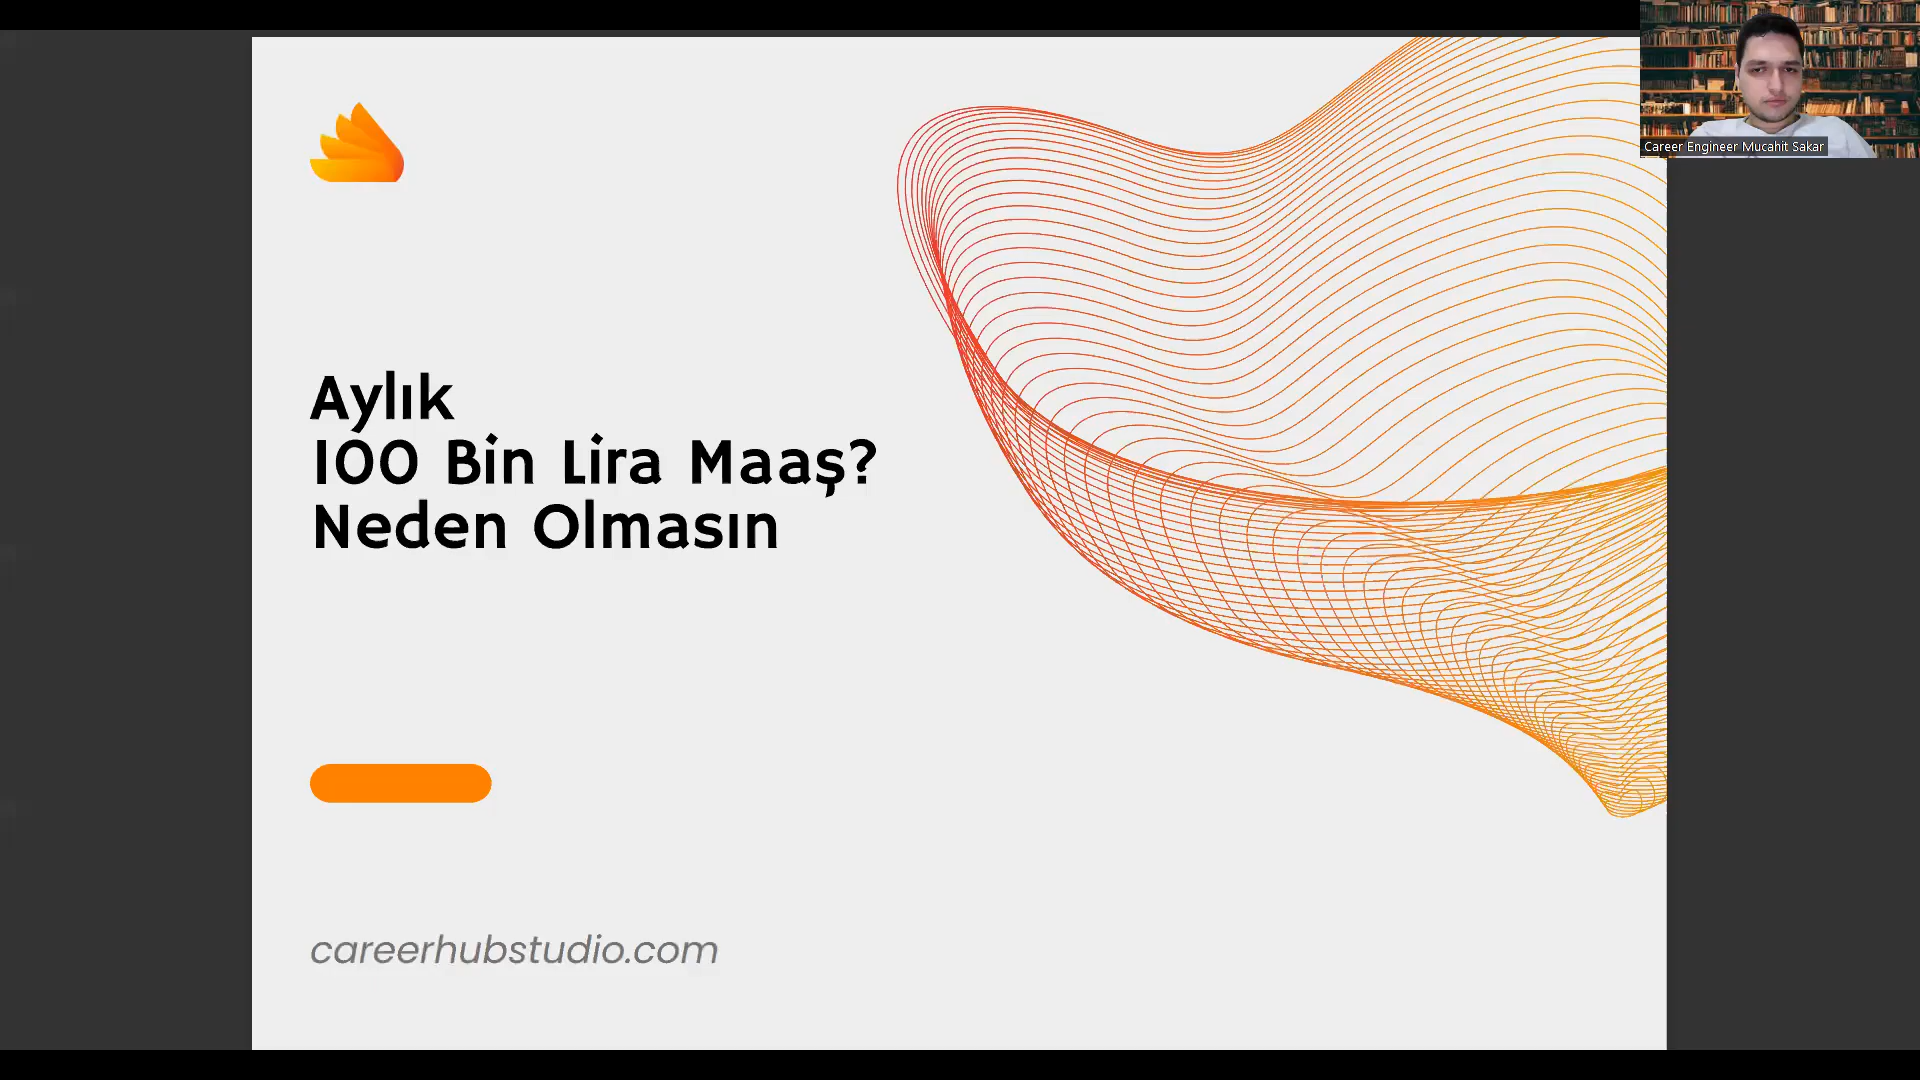 Career Engineer Mucahit Sakar
Aylık
100 Bin Lira Maaş?
Neden Olmasın
careerhubstudio.com